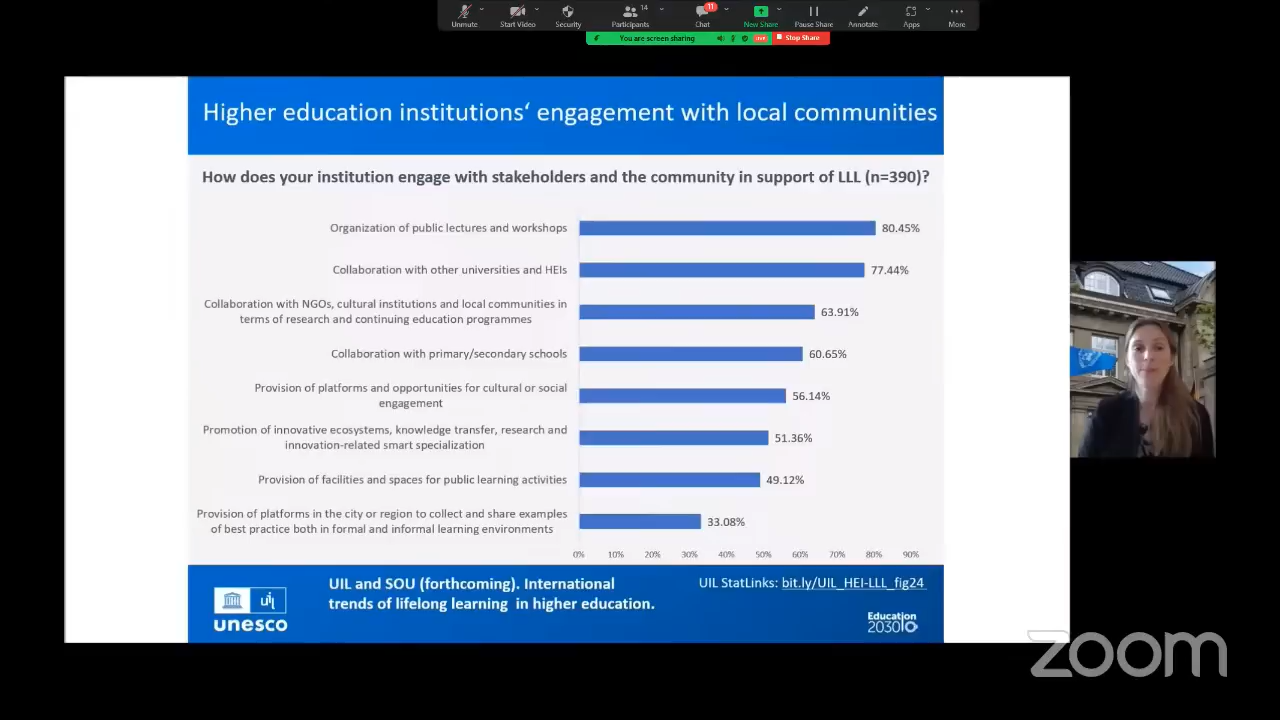 Unmute
Start Video
Security
14
Participants
11
Chat
New Share
Pause Share
Annotate
Apps
More
You are screen sharing
LIVE
Stop Share
Higher education institutions‘ engagement with local communities
How does your institution engage with stakeholders and the community in support of LLL (n=390)?
Organization of public lectures and workshops
80.45%
Collaboration with other universities and HEIs
77.44%
Collaboration with NGOs, cultural institutions and local communities in
terms of research and continuing education programmes
63.91%
Collaboration with primary/secondary schools
60.65%
Provision of platforms and opportunities for cultural or social
engagement
56.14%
Promotion of innovative ecosystems, knowledge transfer, research and
innovation-related smart specialization
51.36%
Provision of facilities and spaces for public learning activities
49.12%
Provision of platforms in the city or region to collect and share examples
of best practice both in formal and informal learning environments
33.08%
0% 10% 20% 30% 40% 50% 60% 70% 80% 90%
uil
unesco
UIL and SOU (forthcoming). International
trends of lifelong learning in higher education.
UIL StatLinks: bit.ly/UIL_HEI-LLL_fig24
Education
2030
zoom